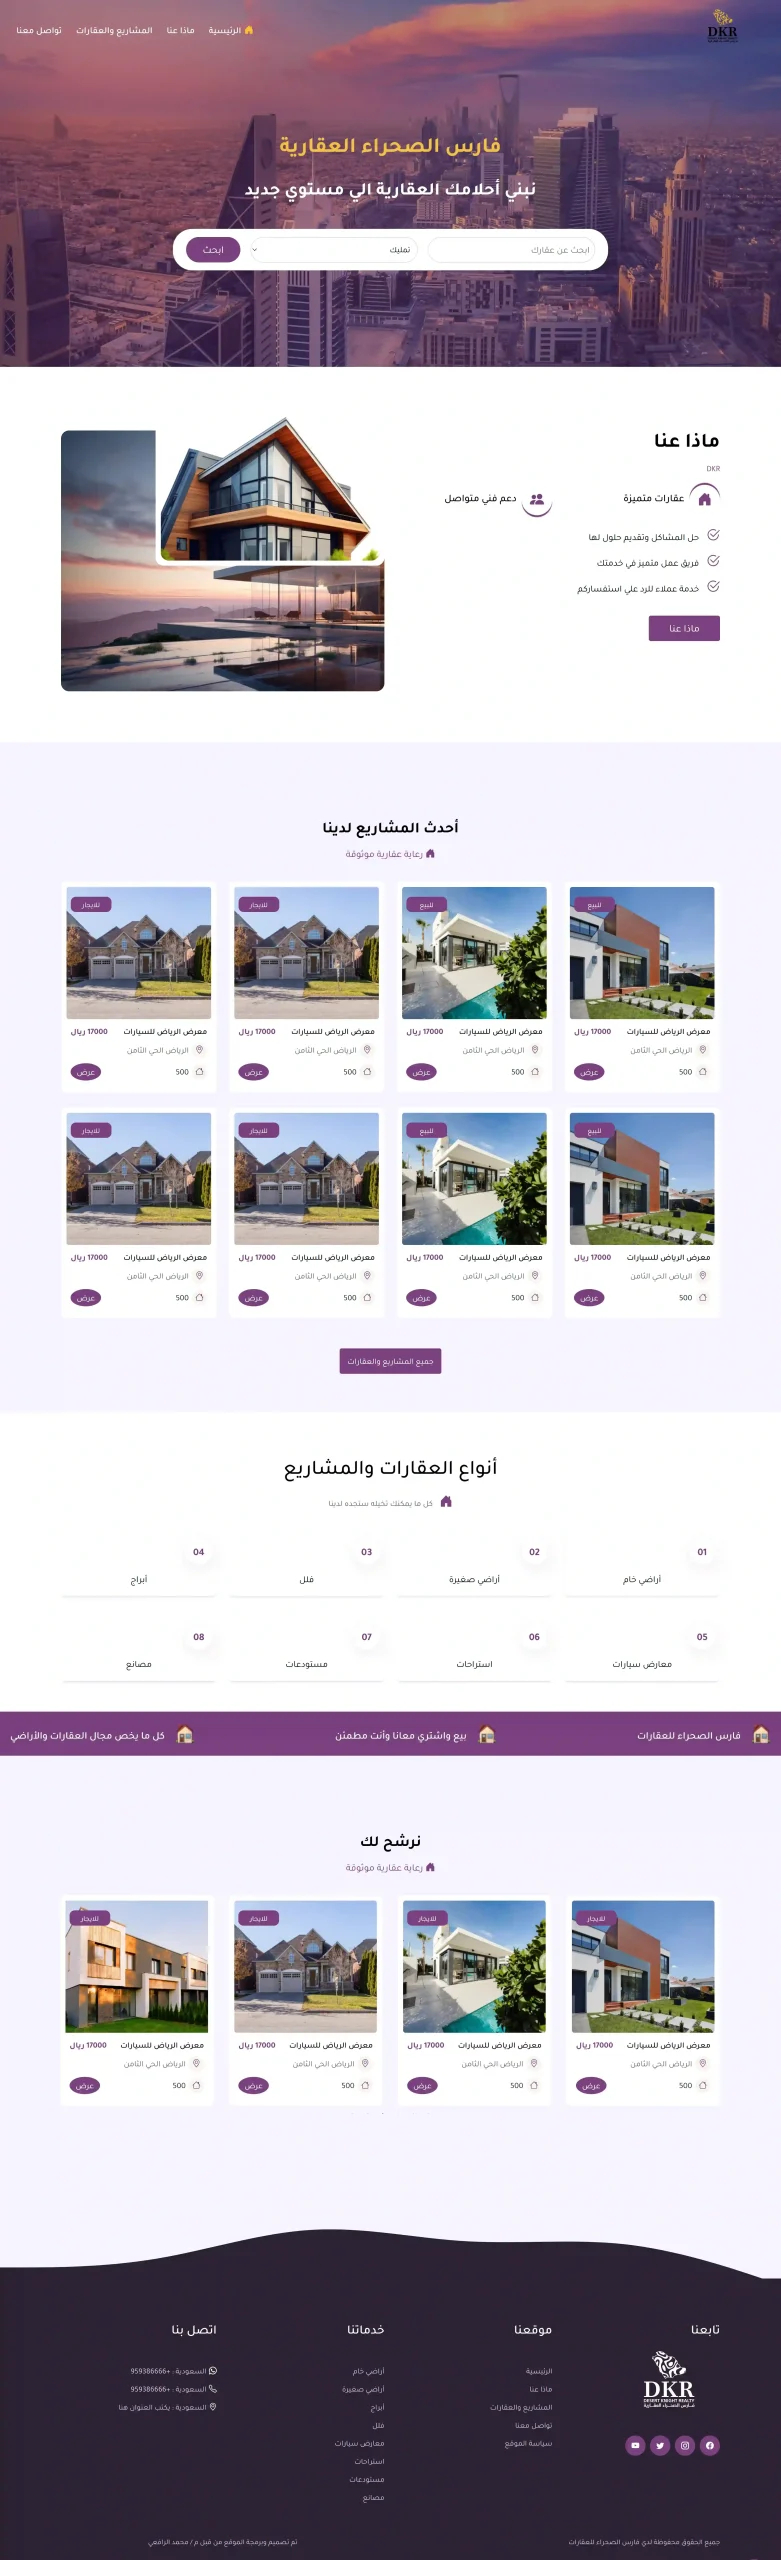 DKR
الرئيسية
ماذا عنا
المشاريع والعقارات
تواصل معنا
فارس الصحراء العقارية
نبني أحلامك العقارية الي مستوي جديد
ابحث عن عقارك
تمليك
ابحث
ماذا عنا
DKR
عقارات متميزة
دعم فني متواصل
حل المشاكل وتقديم حلول لها
فريق عمل متميز في خدمتك
خدمة عملاء للرد علي استفساركم
ماذا عنا
أحدث المشاريع لدينا
رعاية عقارية موثوقة
للبيع
معرض الرياض للسيارات
17000 ريال
الرياض الحي الثامن
500
عرض
للبيع
معرض الرياض للسيارات
17000 ريال
الرياض الحي الثامن
500
عرض
للايجار
معرض الرياض للسيارات
17000 ريال
الرياض الحي الثامن
500
عرض
للايجار
معرض الرياض للسيارات
17000 ريال
الرياض الحي الثامن
500
عرض
للبيع
معرض الرياض للسيارات
17000 ريال
الرياض الحي الثامن
500
عرض
للبيع
معرض الرياض للسيارات
17000 ريال
الرياض الحي الثامن
500
عرض
للايجار
معرض الرياض للسيارات
17000 ريال
الرياض الحي الثامن
500
عرض
للايجار
معرض الرياض للسيارات
17000 ريال
الرياض الحي الثامن
500
عرض
جميع المشاريع والعقارات
أنواع العقارات والمشاريع
كل ما يمكنك تخيله ستجده لدينا
01
أراضي خام
02
أراضي صغيرة
03
فلل
04
أبراج
05
معارض سيارات
06
استراحات
07
مستودعات
08
مصانع
فارس الصحراء للعقارات
بيع واشتري معانا وأنت مطمئن
كل ما يخص مجال العقارات والأراضي
نرشح لك
رعاية عقارية موثوقة
للايجار
معرض الرياض للسيارات
17000 ريال
الرياض الحي الثامن
500
عرض
للايجار
معرض الرياض للسيارات
17000 ريال
الرياض الحي الثامن
500
عرض
للايجار
معرض الرياض للسيارات
17000 ريال
الرياض الحي الثامن
500
عرض
للايجار
معرض الرياض للسيارات
17000 ريال
الرياض الحي الثامن
500
عرض
تابعنا
DKR
DESERT KNIGHT REALTY
فارس الصحراء العقارية
موقعنا
الرئيسية
ماذا عنا
المشاريع والعقارات
تواصل معنا
سياسة الموقع
خدماتنا
أراضي خام
أراضي صغيرة
أبراج
فلل
معارض سيارات
استراحات
مستودعات
مصانع
اتصل بنا
السعودية : +959386666
السعودية : +959386666
السعودية : يكتب العنوان هنا
جميع الحقوق محفوظة لدي فارس الصحراء للعقارات
تم تصميم وبرمجة الموقع من قبل م / محمد الرافعي